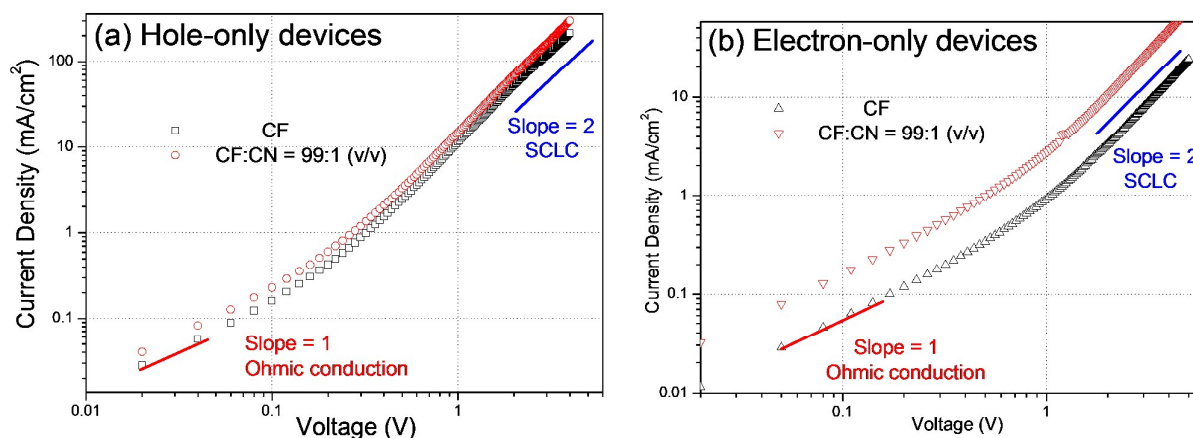 (a) Hole-only devices
CF
CF:CN = 99:1 (v/v)
Slope = 2
SCLC
Slope = 1
Ohmic conduction
100
10
1
0.1
0.01
0.1
1
Voltage (V)
Current Density (mA/cm²)
(b) Electron-only devices
CF
CF:CN = 99:1 (v/v)
Slope = 2
SCLC
Slope = 1
Ohmic conduction
10
1
0.1
0.01
0.1
1
Voltage (V)
Current Density (mA/cm²)